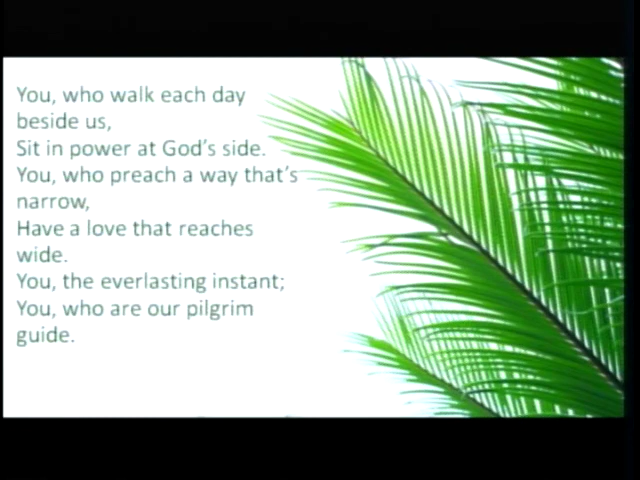 You, who walk each day
beside us,
Sit in power at God's side.
You, who preach a way that's
narrow,
Have a love that reaches
wide.
You, the everlasting instant;
You, who are our pilgrim
guide.